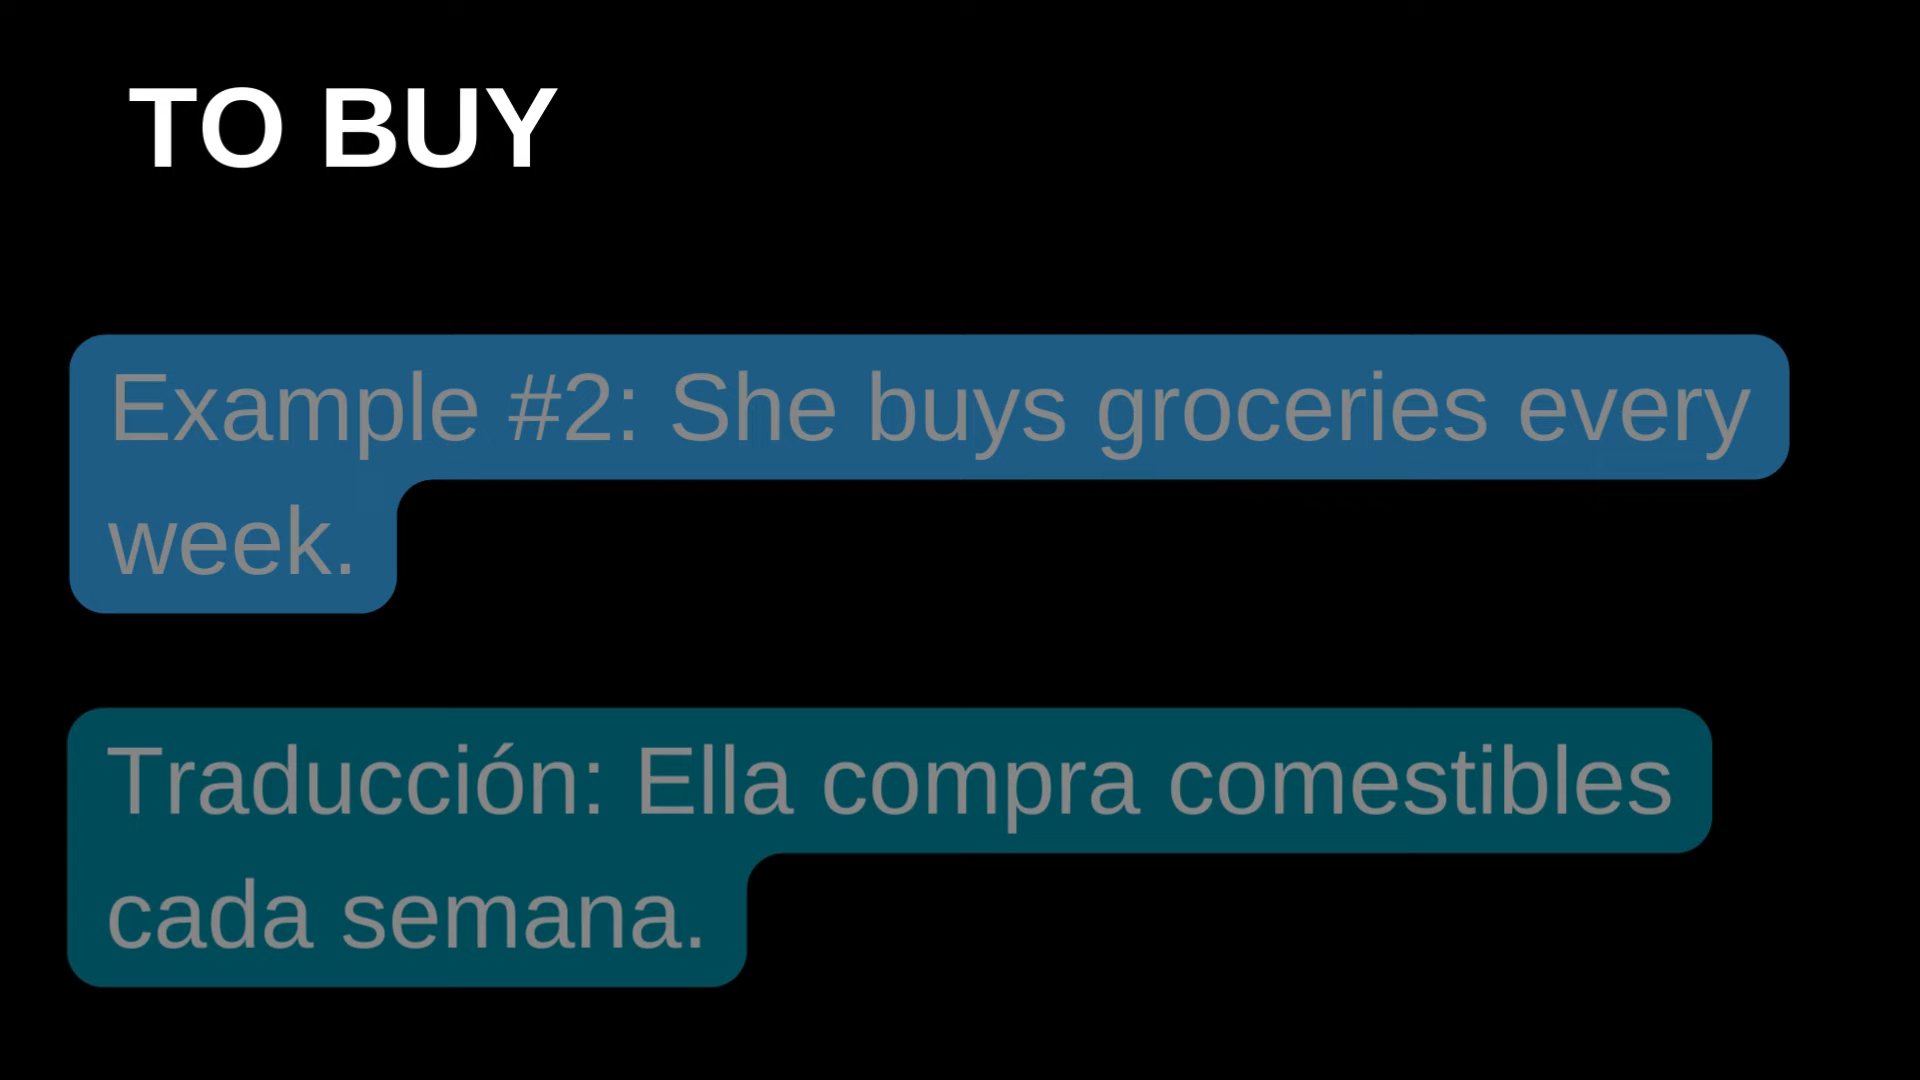 TO BUY
Example #2: She buys groceries every
week.
Traducción: Ella compra comestibles
cada semana.